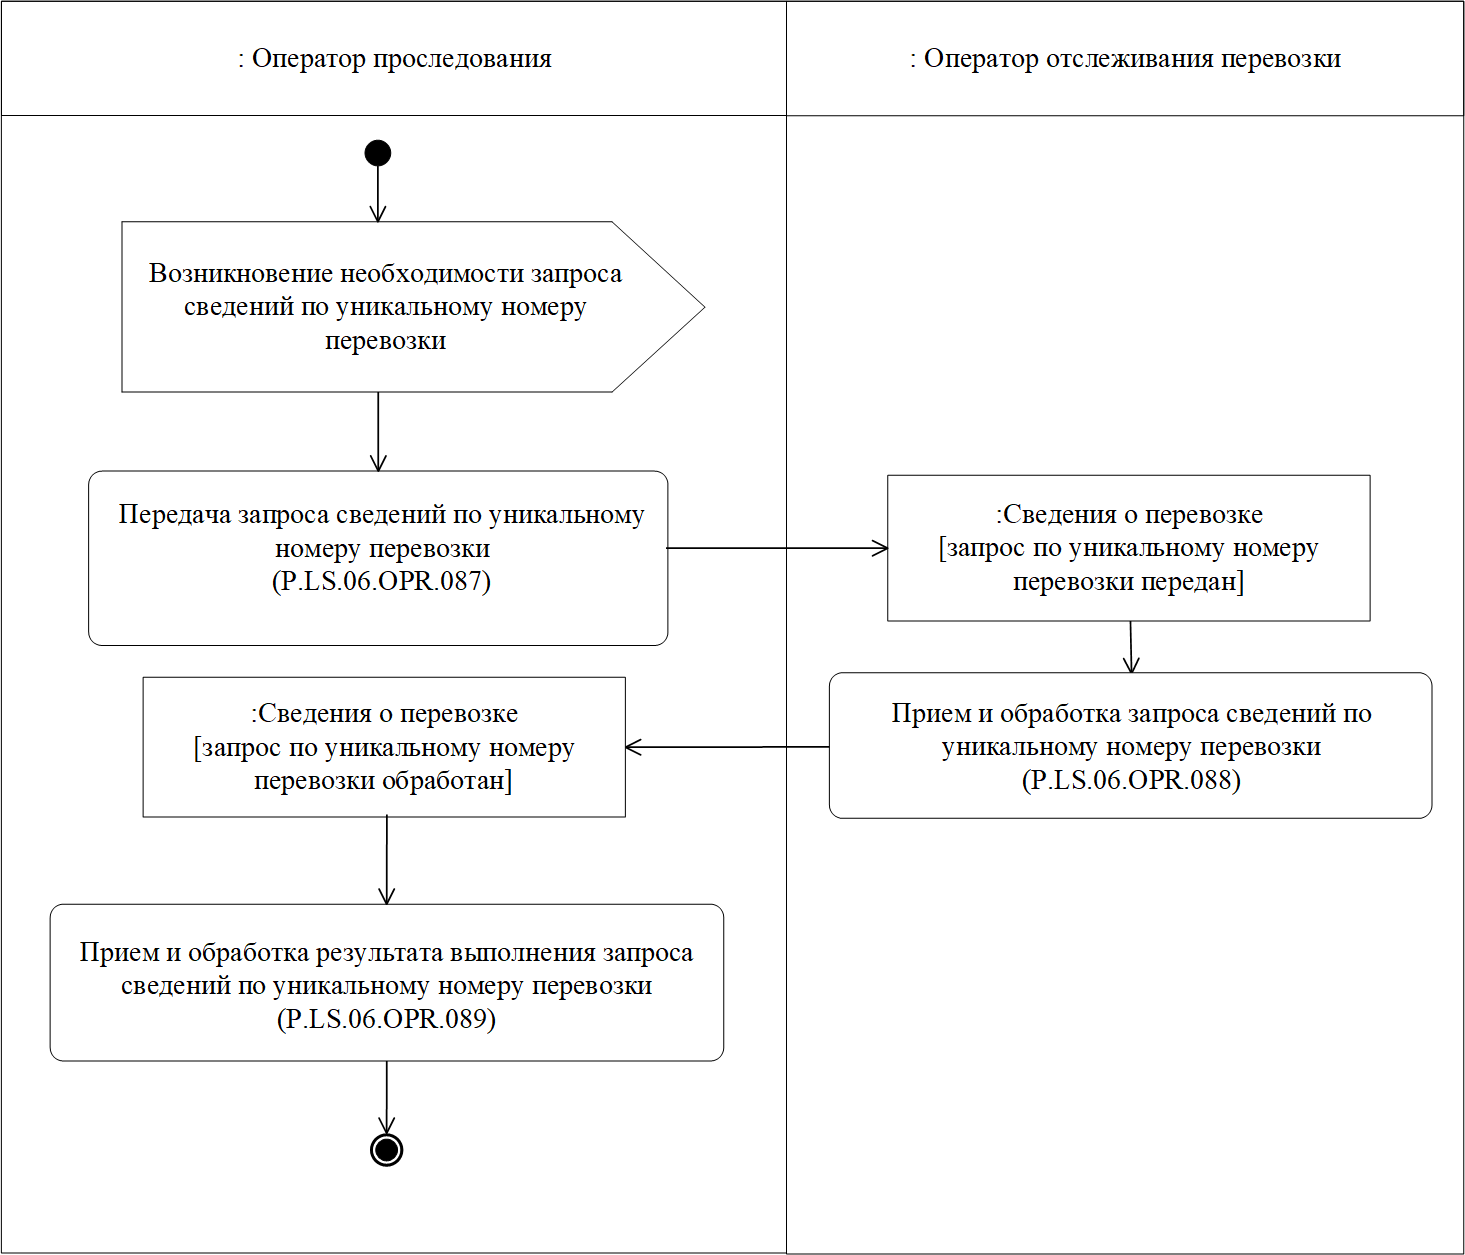 : Оператор проследования
: Оператор отслеживания перевозки
Возникновение необходимости запроса
сведений по уникальному номеру
перевозки
Передача запроса сведений по уникальному
номеру перевозки
(P.LS.06.OPR.087)
:Сведения о перевозке
[запрос по уникальному номеру
перевозки передан]
Прием и обработка запроса сведений по
уникальному номеру перевозки
(P.LS.06.OPR.088)
:Сведения о перевозке
[запрос по уникальному номеру
перевозки обработан]
Прием и обработка результата выполнения запроса
сведений по уникальному номеру перевозки
(P.LS.06.OPR.089)